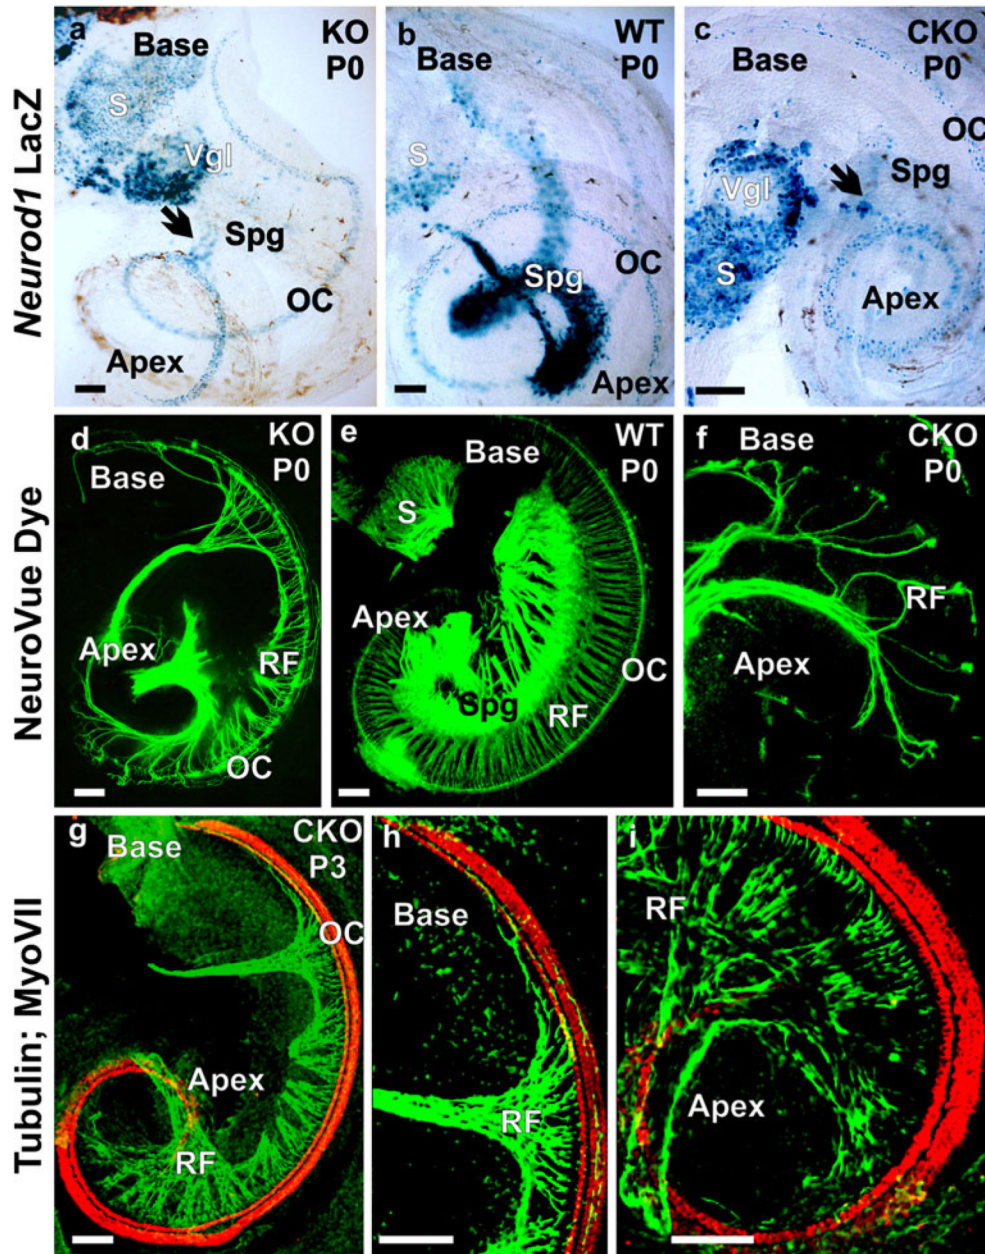 Neurod1 LacZ
a
Base
KO
P0
S
Vgl
Spg
OC
Apex
b
Base
WT
P0
S
Spg
OC
Apex
c
Base
CKO
P0
OC
Spg
Vgl
S
Apex
NeuroVue Dye
d
KO
P0
Base
Apex
RF
OC
e
Base
WT
P0
S
Apex
OC
Spg
RF
f
Base
CKO
P0
RF
Apex
Tubulin; MyoVII
g
Base
CKO
P3
OC
Apex
RF
h
Base
RF
i
RF
Apex